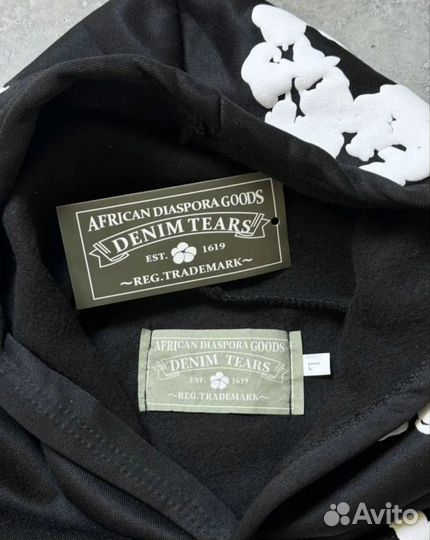 AFRICAN DIASPORA GOODS
DENIM TEARS
EST. 1619
~REG. TRADEMARK~
AFRICAN DIASPORA GOODS
DENIM TEARS
EST. 1619
~REG. TRADEMARK~
L
Avito